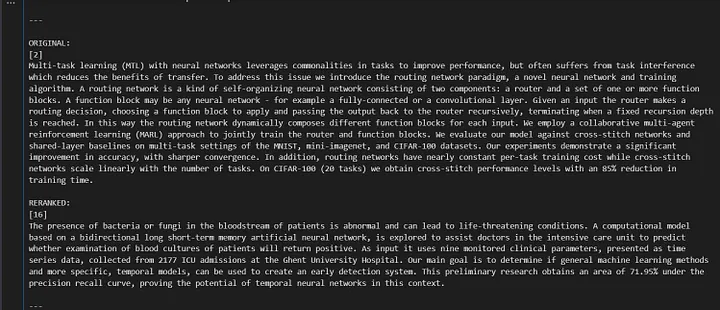 ...
---
ORIGINAL:
[2]
Multi-task learning (MTL) with neural networks leverages commonalities in tasks to improve performance, but often suffers from task interference
which reduces the benefits of transfer. To address this issue we introduce the routing network paradigm, a novel neural network and training
algorithm. A routing network is a kind of self-organizing neural network consisting of two components: a router and a set of one or more function
blocks. A function block may be any neural network - for example a fully-connected or a convolutional layer. Given an input the router makes a
routing decision, choosing a function block to apply and passing the output back to the router recursively, terminating when a fixed recursion depth
is reached. In this way the routing network dynamically composes different function blocks for each input. We employ a collaborative multi-agent
reinforcement learning (MARL) approach to jointly train the router and function blocks. We evaluate our model against cross-stitch networks and
shared-layer baselines on multi-task settings of the MNIST, mini-imagenet, and CIFAR-100 datasets. Our experiments demonstrate a significant
improvement in accuracy, with sharper convergence. In addition, routing networks have nearly constant per-task training cost while cross-stitch
networks scale linearly with the number of tasks. On CIFAR-100 (20 tasks) we obtain cross-stitch performance levels with an 85% reduction in
training time.
RERANKED:
[16]
The presence of bacteria or fungi in the bloodstream of patients is abnormal and can lead to life-threatening conditions. A computational model
based on a bidirectional long short-term memory artificial neural network, is explored to assist doctors in the intensive care unit to predict
whether examination of blood cultures of patients will return positive. As input it uses nine monitored clinical parameters, presented as time
series data, collected from 2177 ICU admissions at the Ghent University Hospital. Our main goal is to determine if general machine learning methods
and more specific, temporal models, can be used to create an early detection system. This preliminary research obtains an area of 71.95% under the
precision recall curve, proving the potential of temporal neural networks in this context.
---